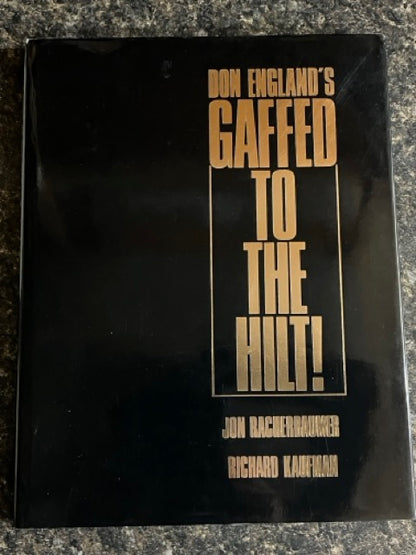 DON ENGLAND'S
GAFFED
TO
THE
HILT!
JON RACHERBAUMER
RICHARD KAUFMAN